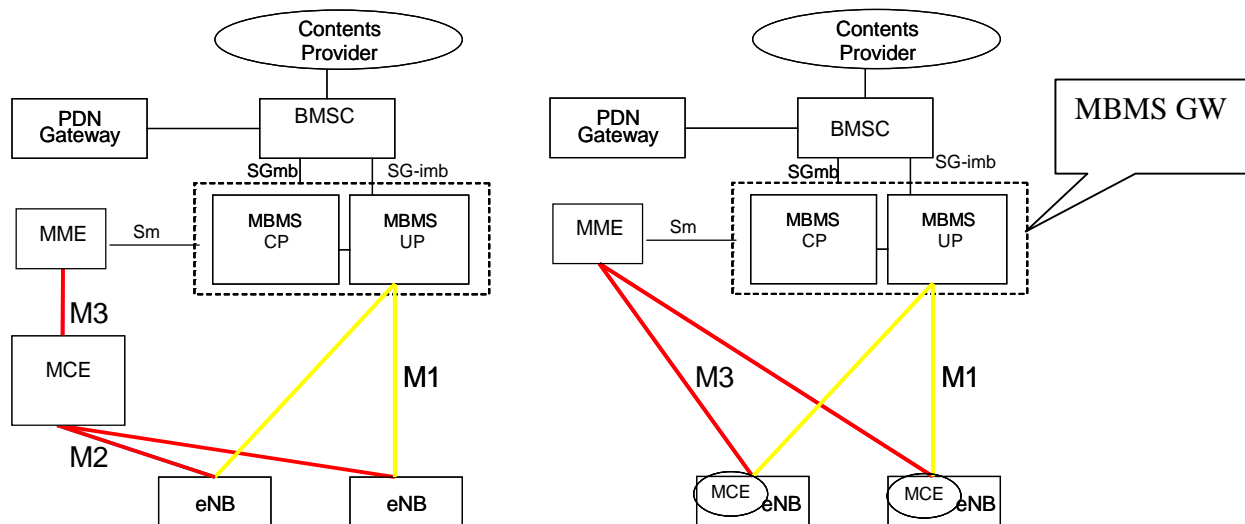 Contents
Provider
PDN
Gateway
BMSC
SGmb
SG-imb
MME
Sm
MBMS
CP
MBMS
UP
M3
MCE
M1
M2
eNB
eNB
Contents
Provider
MBMS GW
PDN
Gateway
BMSC
SGmb
SG-imb
MME
Sm
MBMS
CP
MBMS
UP
M3
M1
MCE
eNB
MCE
eNB